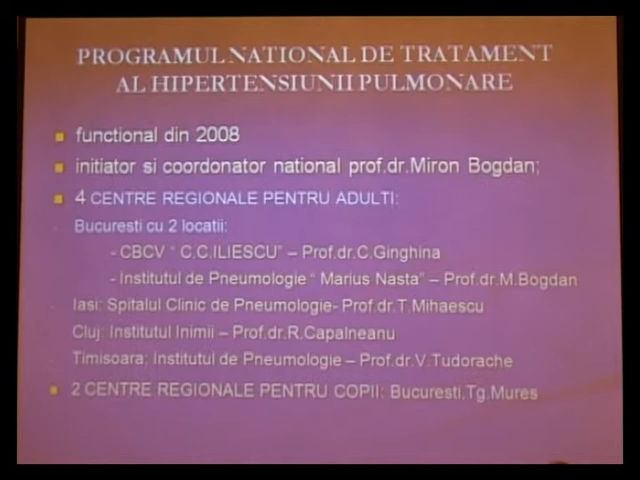 PROGRAMUL NATIONAL DE TRATAMENT
AL HIPERTENSIUNII PULMONARE
functional din 2008
initiator si coordonator national prof.dr.Miron Bogdan;
4 CENTRE REGIONALE PENTRU ADULTI:
Bucuresti cu 2 locatii:
- CBCV " C.C.ILIESCU" – Prof.dr.C.Ginghina
- Institutul de Pneumologie " Marius Nasta" – Prof.dr.M.Bogdan
- Iasi: Spitalul Clinic de Pneumologie- Prof.dr.T.Mihaescu
Cluj: Institutul Inimii – Prof.dr.R.Capalneanu
- Timisoara: Institutul de Pneumologie – Prof.dr.V.Tudorache
2 CENTRE REGIONALE PENTRU COPII: Bucuresti,Tg.Mures